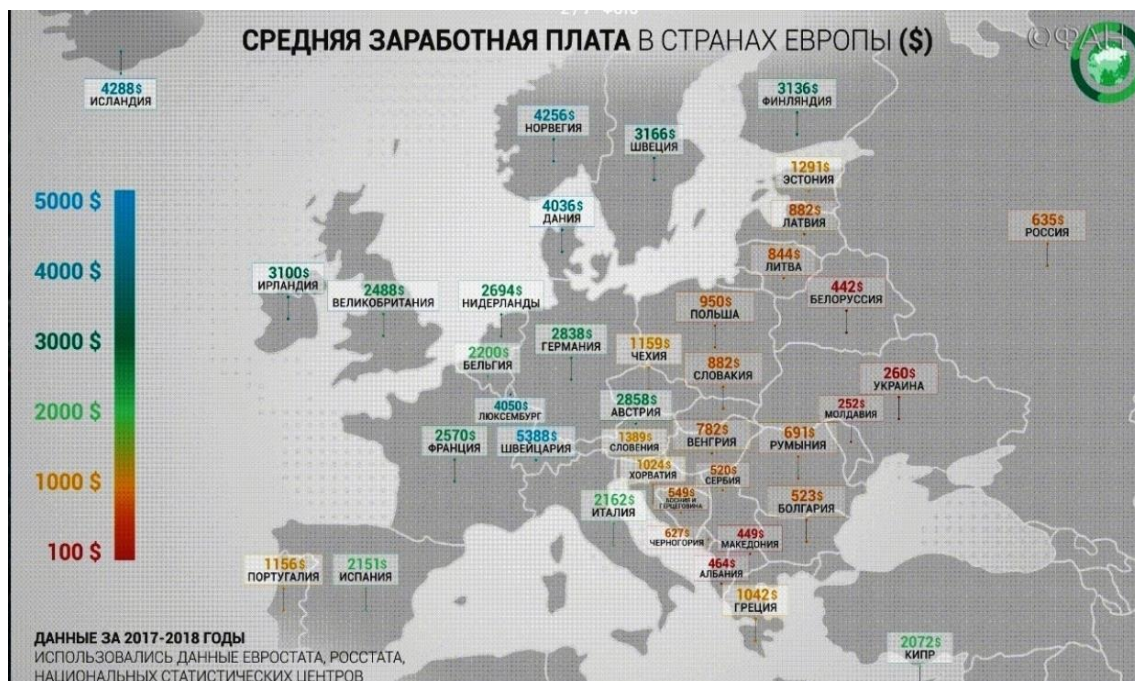 СРЕДНЯЯ ЗАРАБОТНАЯ ПЛАТА В СТРАНАХ ЕВРОПЫ ($)
©ФАН
4288$
ИСЛАНДИЯ
4256$
НОРВЕГИЯ
3166$
ШВЕЦИЯ
3136$
ФИНЛЯНДИЯ
1291$
ЭСТОНИЯ
4036$
ДАНИЯ
882$
ЛАТВИЯ
635$
РОССИЯ
844$
ЛИТВА
5000 $
4000 $
3000 $
2000 $
1000 $
100 $
3100$
ИРЛАНДИЯ
2488$
ВЕЛИКОБРИТАНИЯ
2694$
НИДЕРЛАНДЫ
442$
БЕЛОРУССИЯ
950$
ПОЛЬША
2838$
ГЕРМАНИЯ
1159$
ЧЕХИЯ
2200$
БЕЛЬГИЯ
882$
СЛОВАКИЯ
260$
УКРАИНА
4050$
ЛЮКСЕМБУРГ
2858$
АВСТРИЯ
252$
МОЛДАВИЯ
2570$
ФРАНЦИЯ
5388$
ШВЕЙЦАРИЯ
1389$
СЛОВЕНИЯ
782$
ВЕНГРИЯ
691$
РУМЫНИЯ
1024$
ХОРВАТИЯ
520$
СЕРБИЯ
2162$
ИТАЛИЯ
549$
БОСНИЯ И
ГЕРЦЕГОВИНА
523$
БОЛГАРИЯ
627$
ЧЕРНОГОРИЯ
449$
МАКЕДОНИЯ
464$
АЛБАНИЯ
1156$
ПОРТУГАЛИЯ
2151$
ИСПАНИЯ
1042$
ГРЕЦИЯ
2072$
КИПР
ДАННЫЕ ЗА 2017-2018 ГОДЫ
ИСПОЛЬЗОВАЛИСЬ ДАННЫЕ ЕВРОСТАТА, РОССТАТА,
НАЦИОНАЛЬНЫХ СТАТИСТИЧЕСКИХ ЦЕНТРОВ